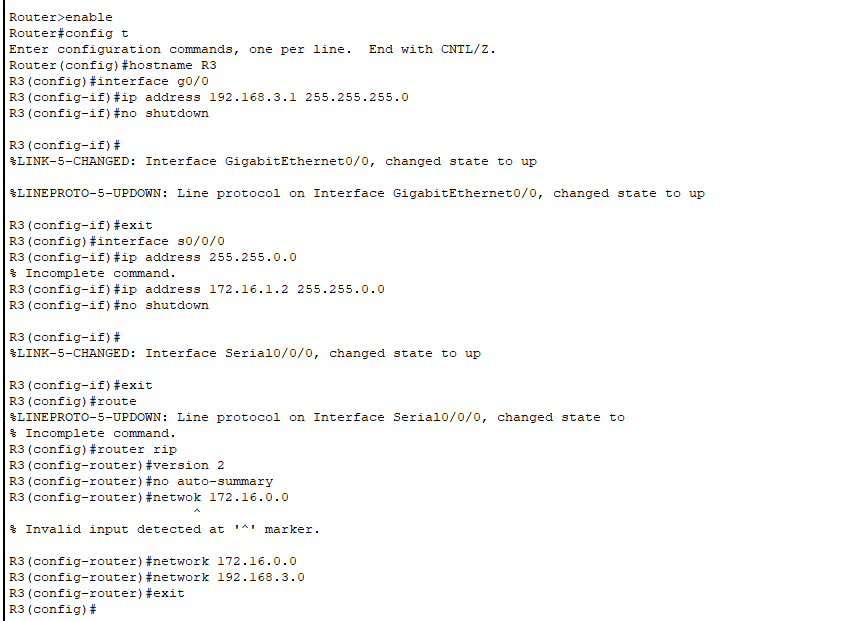 Router>enable
Router#config t
Enter configuration commands, one per line.  End with CNTL/Z.
Router(config)#hostname R3
R3(config)#interface g0/0
R3(config-if)#ip address 192.168.3.1 255.255.255.0
R3(config-if)#no shutdown
R3(config-if)#
%LINK-5-CHANGED: Interface GigabitEthernet0/0, changed state to up
%LINEPROTO-5-UPDOWN: Line protocol on Interface GigabitEthernet0/0, changed state to up
R3(config-if)#exit
R3(config)#interface s0/0/0
R3(config-if)#ip address 255.255.0.0
% Incomplete command.
R3(config-if)#ip address 172.16.1.2 255.255.0.0
R3(config-if)#no shutdown
R3(config-if)#
%LINK-5-CHANGED: Interface Serial0/0/0, changed state to up
R3(config-if)#exit
R3(config)#route
%LINEPROTO-5-UPDOWN: Line protocol on Interface Serial0/0/0, changed state to
% Incomplete command.
R3(config)#router rip
R3(config-router)#version 2
R3(config-router)#no auto-summary
R3(config-router)#netwok 172.16.0.0
^
% Invalid input detected at '^' marker.
R3(config-router)#network 172.16.0.0
R3(config-router)#network 192.168.3.0
R3(config-router)#exit
R3(config)#